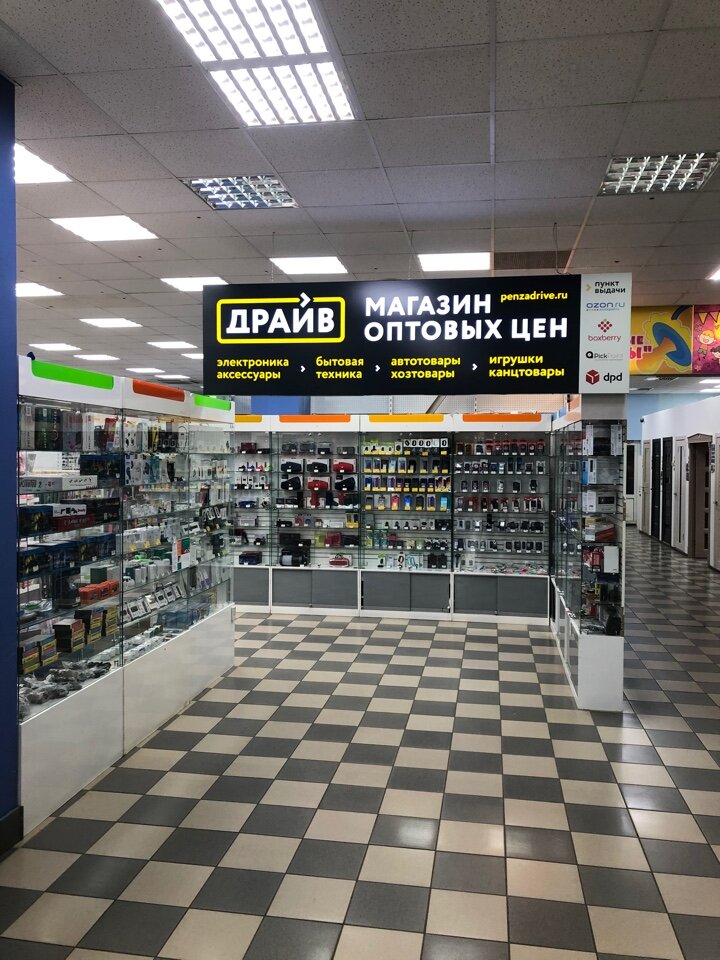 ДРАЙВ
МАГАЗИН
ОПТОВЫХ ЦЕН
penzadrive.ru
электроника
аксессуары
бытовая
техника
автотовары
хозтовары
игрушки
канцтовары
пункт
выдачи
ozon.ru
boxberry
PickPoint
dpd